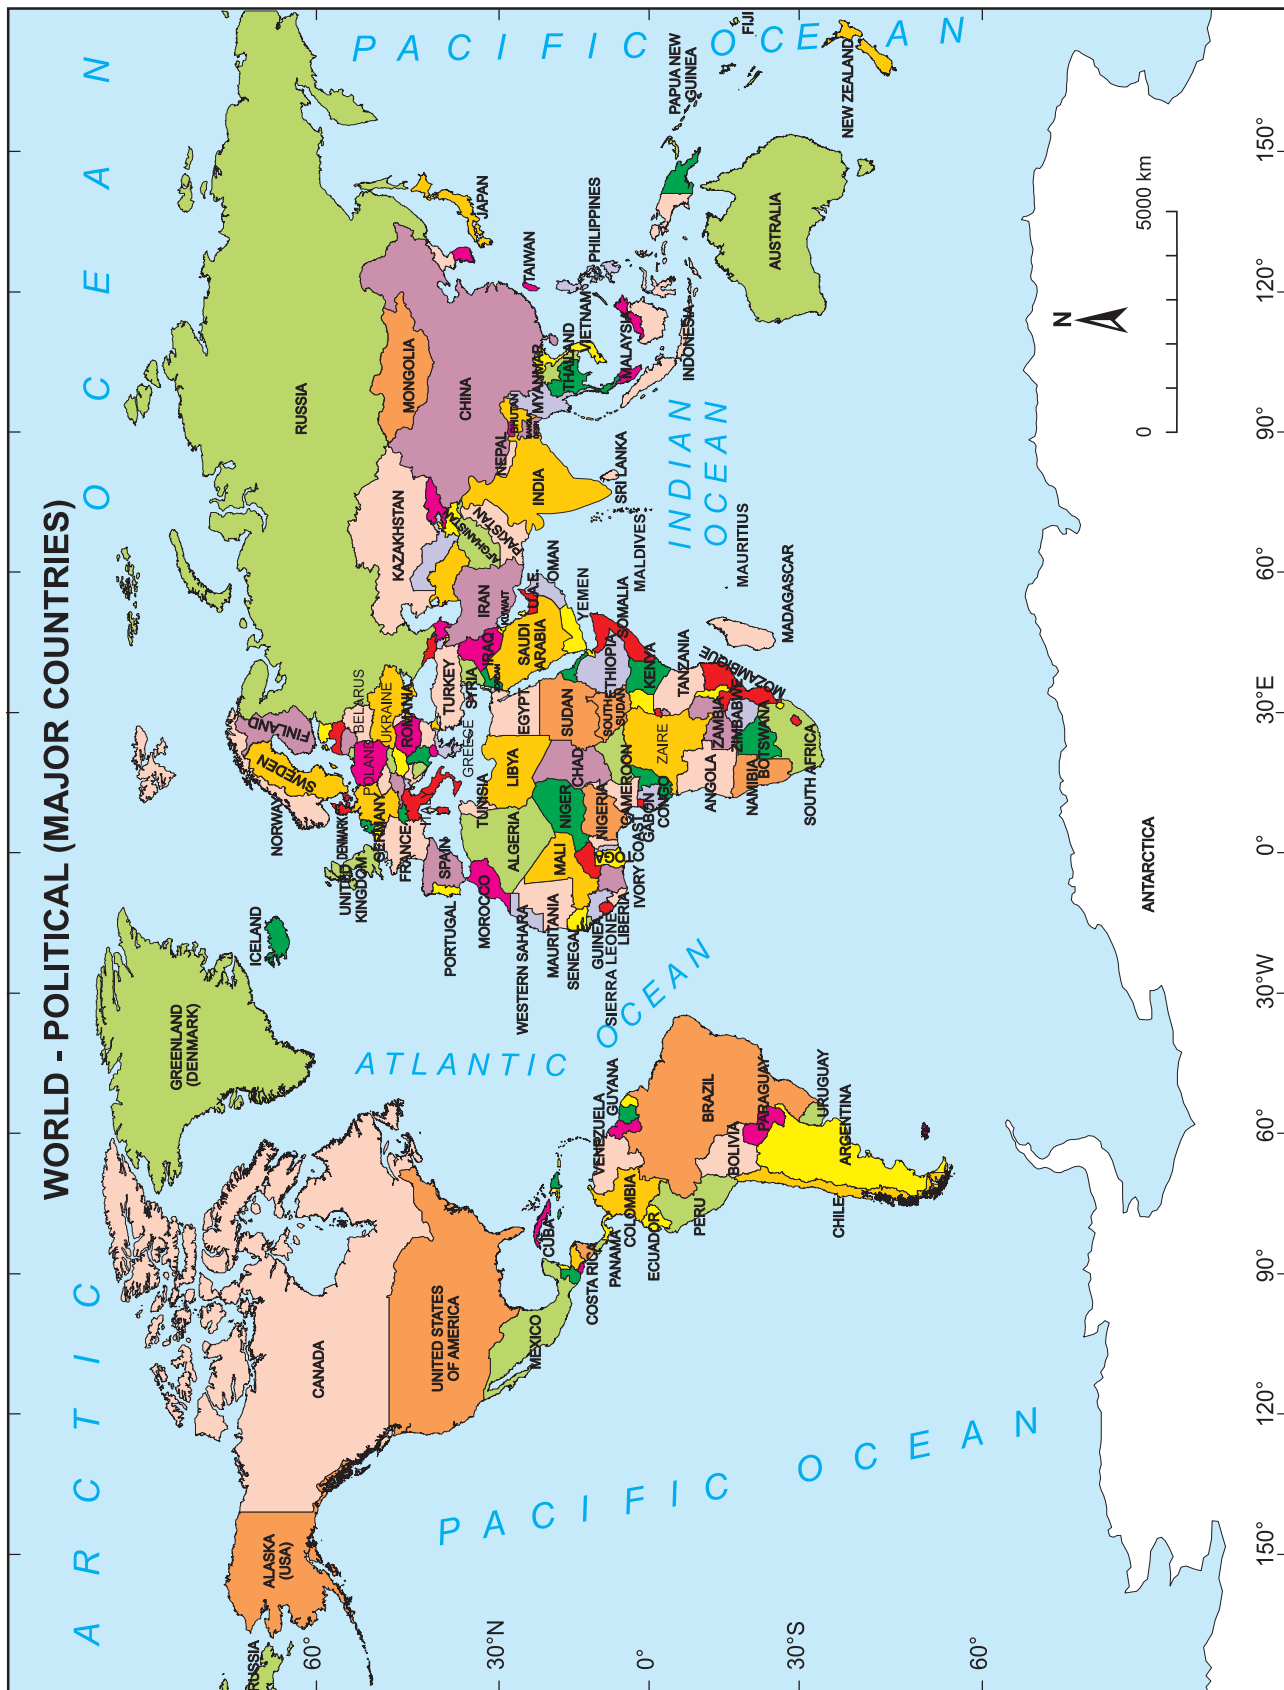 WORLD - POLITICAL (MAJOR COUNTRIES)
ARCTIC OCEAN
RUSSIA
ALASKA
(USA)
CANADA
GREENLAND
(DENMARK)
ICELAND
UNITED STATES
OF AMERICA
MEXICO
CUBA
COSTA RICA
PANAMA
VENEZUELA
GUYANA
COLOMBIA
ECUADOR
PERU
BRAZIL
BOLIVIA
PARAGUAY
URUGUAY
ARGENTINA
CHILE
PACIFIC OCEAN
ATLANTIC
OCEAN
NORWAY
SWEDEN
FINLAND
UNITED
KINGDOM
DENMARK
GERMANY
POLAND
BELARUS
UKRAINE
ROMANIA
FRANCE
SPAIN
PORTUGAL
GREECE
TURKEY
SYRIA
IRAQ
IRAN
KUWAIT
SAUDI
ARABIA
U.A.E.
OMAN
YEMEN
MOROCCO
WESTERN SAHARA
MAURITANIA
SENEGAL
GUINEA
SIERRA LEONE
LIBERIA
IVORY COAST
TUNISIA
ALGERIA
LIBYA
EGYPT
MALI
NIGER
CHAD
SUDAN
SOUTH
SUDAN
NIGERIA
CAMEROON
GABON
CONGO
ZAIRE
ETHIOPIA
SOMALIA
KENYA
TANZANIA
ANGOLA
ZAMBIA
ZIMBABWE
MOZAMBIQUE
NAMIBIA
BOTSWANA
SOUTH AFRICA
MADAGASCAR
MAURITIUS
RUSSIA
KAZAKHSTAN
MONGOLIA
CHINA
AFGHANISTAN
PAKISTAN
INDIA
NEPAL
BHUTAN
MYANMAR
THAILAND
VIETNAM
SRI LANKA
MALDIVES
JAPAN
TAIWAN
PHILIPPINES
MALAYSIA
INDONESIA
PAPUA NEW
GUINEA
AUSTRALIA
NEW ZEALAND
FIJI
INDIAN
OCEAN
PACIFIC OCEAN
ANTARCTICA
N
0 5000 km
60°
30°N
0°
30°S
60°
150° 120° 90° 60° 30°W 0° 30°E 60° 90° 120° 150°